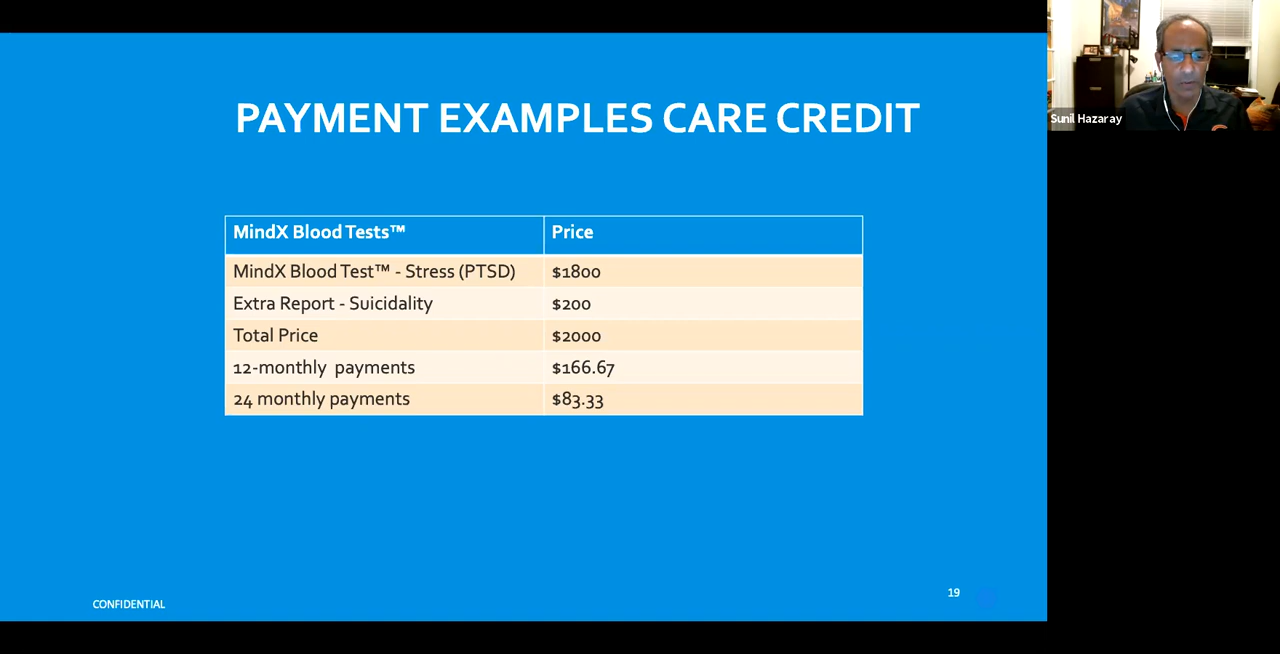 PAYMENT EXAMPLES CARE CREDIT
Sunil Hazaray
MindX Blood Tests™ Price
MindX Blood Test™ - Stress (PTSD) $1800
Extra Report - Suicidality $200
Total Price $2000
12-monthly payments $166.67
24 monthly payments $83.33
CONFIDENTIAL
19